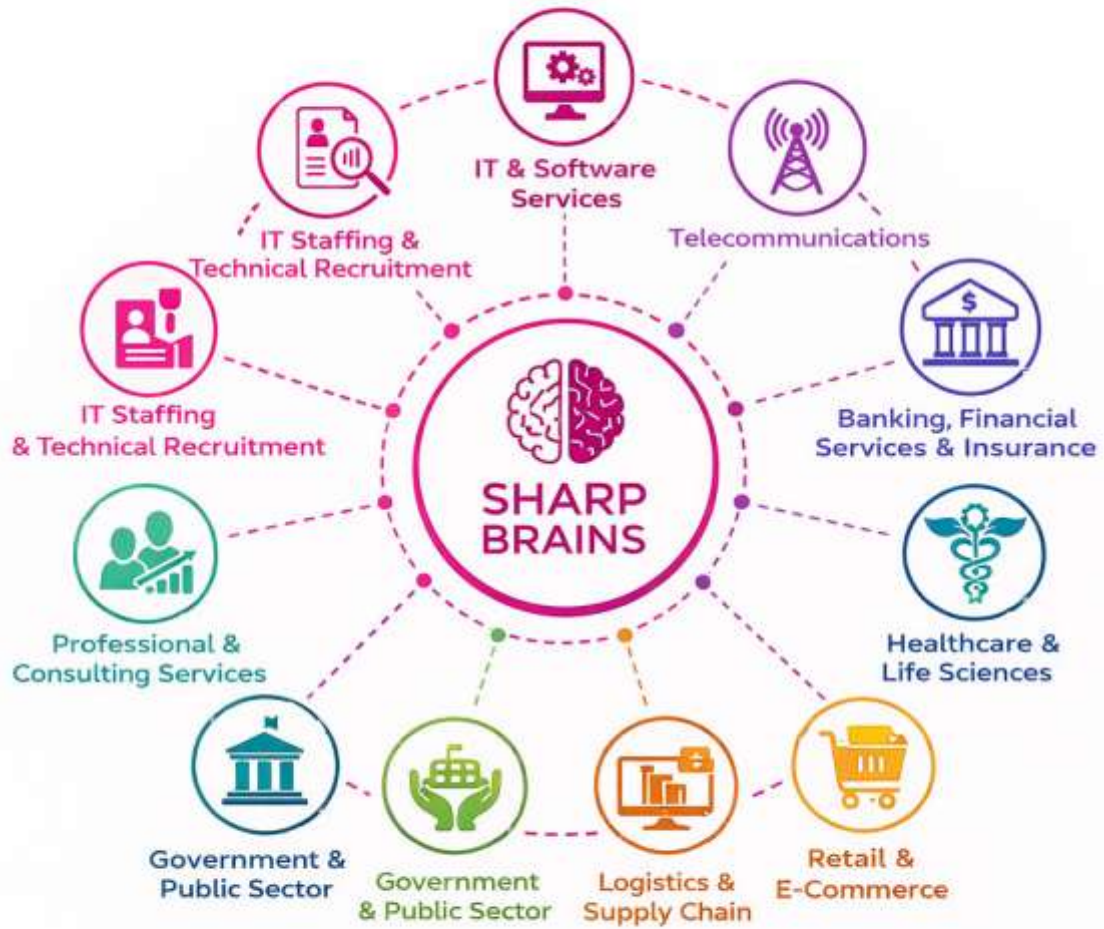 IT & Software
Services
IT Staffing &
Technical Recruitment
Telecommunications
$
IT Staffing
& Technical Recruitment
Banking, Financial
Services & Insurance
SHARP
BRAINS
Professional &
Consulting Services
Healthcare &
Life Sciences
Government &
Public Sector
Government
& Public Sector
Logistics &
Supply Chain
Retail &
E-Commerce